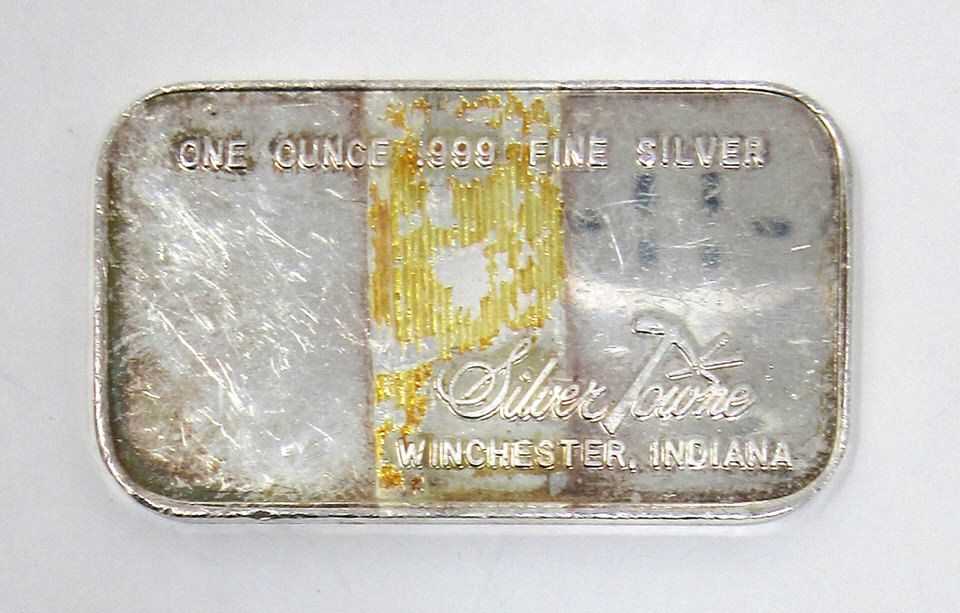 ONE OUNCE .999 FINE SILVER
Silver Towne
WINCHESTER, INDIANA